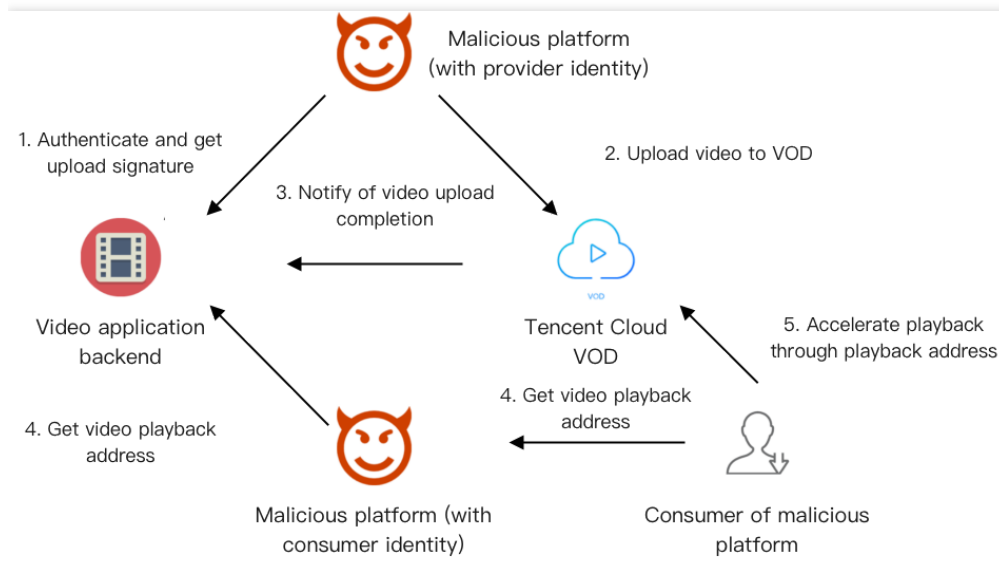 Malicious platform
(with provider identity)
1. Authenticate and get
upload signature
2. Upload video to VOD
3. Notify of video upload
completion
VOD
Video application
backend
Tencent Cloud
VOD
5. Accelerate playback
through playback address
4. Get video playback
address
4. Get video playback
address
Malicious platform (with
consumer identity)
Consumer of malicious
platform